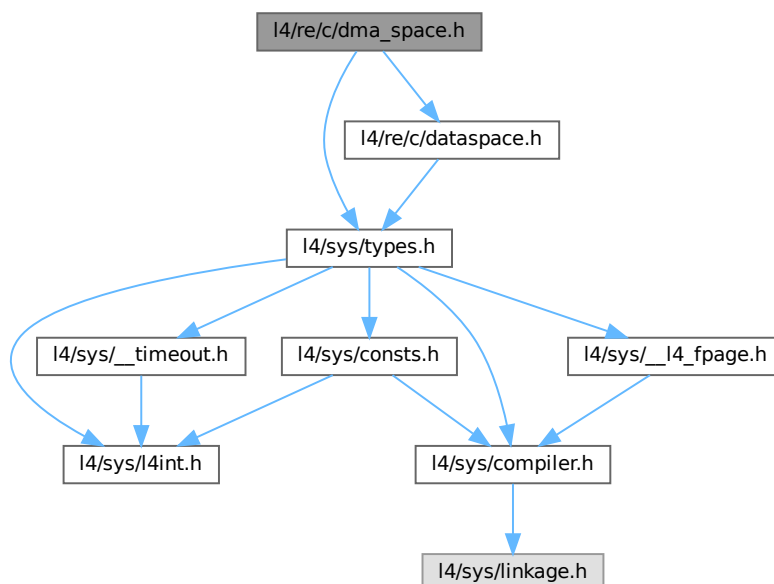 l4/re/c/dma_space.h
l4/re/c/dataspace.h
l4/sys/types.h
l4/sys/__timeout.h
l4/sys/consts.h
l4/sys/__l4_fpage.h
l4/sys/l4int.h
l4/sys/compiler.h
l4/sys/linkage.h